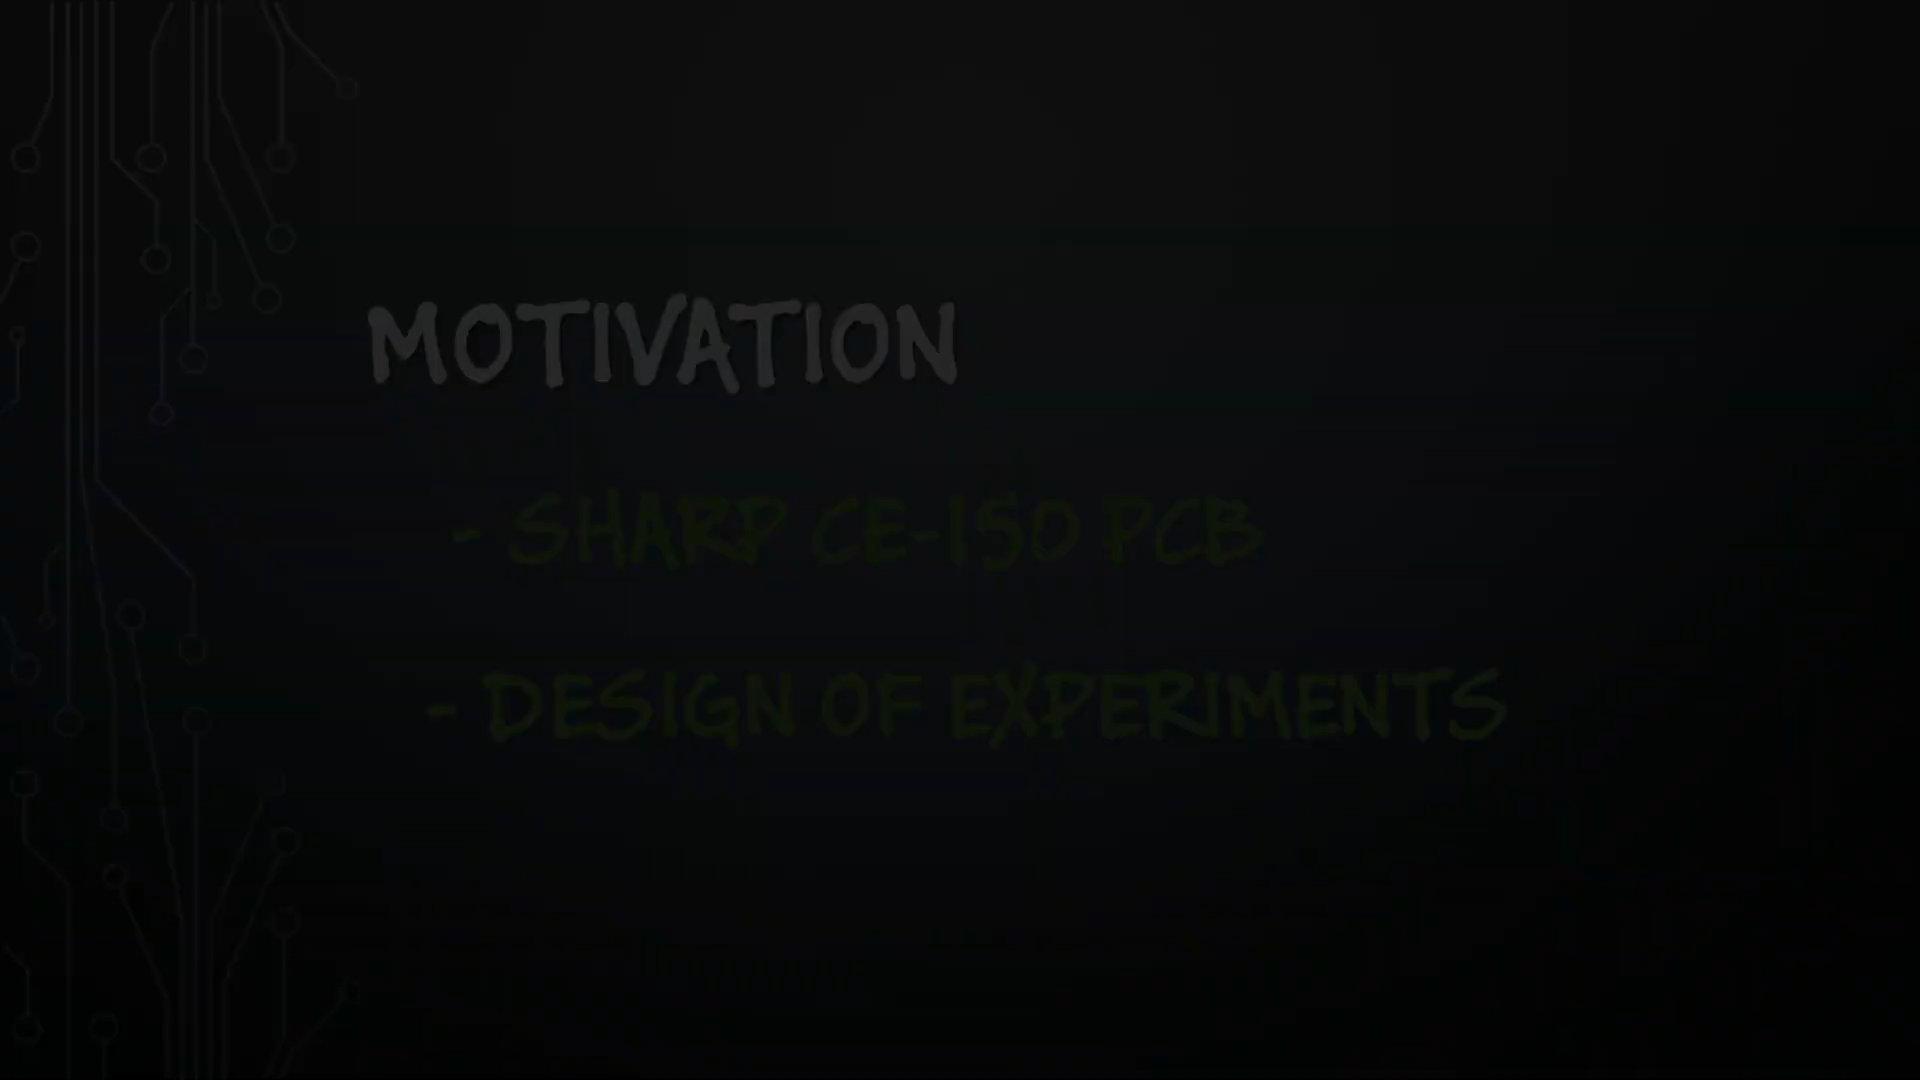 MOTIVATION
- SHARP CE-150 PCB
- DESIGN OF EXPERIMENTS